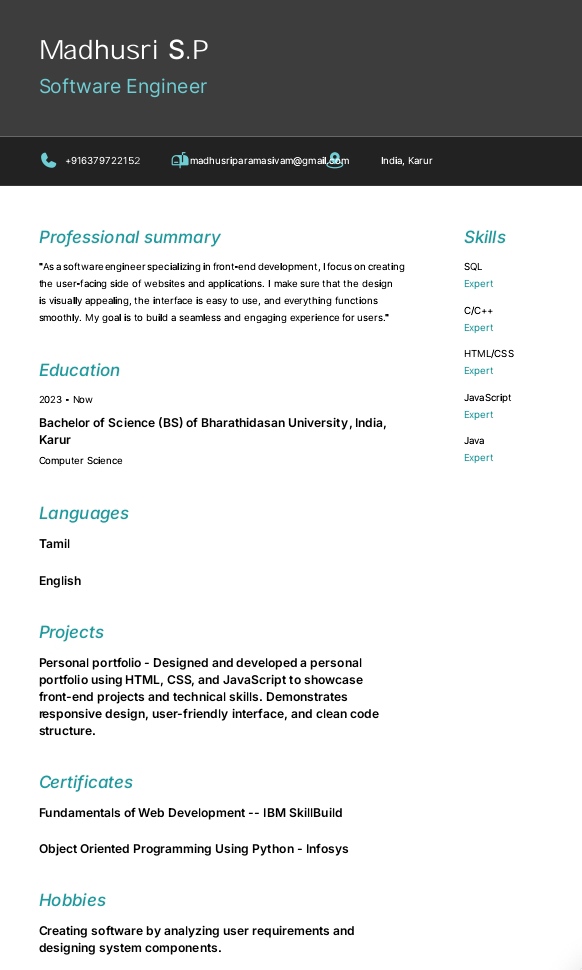 Madhusri S.P
Software Engineer
+916379722152 madhusriparamasivam@gmail.com India, Karur
Professional summary
"As a software engineer specializing in front-end development, I focus on creating
the user-facing side of websites and applications. I make sure that the design
is visually appealing, the interface is easy to use, and everything functions
smoothly. My goal is to build a seamless and engaging experience for users."
Education
2023 - Now
Bachelor of Science (BS) of Bharathidasan University, India,
Karur
Computer Science
Languages
Tamil
English
Projects
Personal portfolio - Designed and developed a personal
portfolio using HTML, CSS, and JavaScript to showcase
front-end projects and technical skills. Demonstrates
responsive design, user-friendly interface, and clean code
structure.
Certificates
Fundamentals of Web Development -- IBM SkillBuild
Object Oriented Programming Using Python - Infosys
Hobbies
Creating software by analyzing user requirements and
designing system components.
Skills
SQL
Expert
C/C++
Expert
HTML/CSS
Expert
JavaScript
Expert
Java
Expert